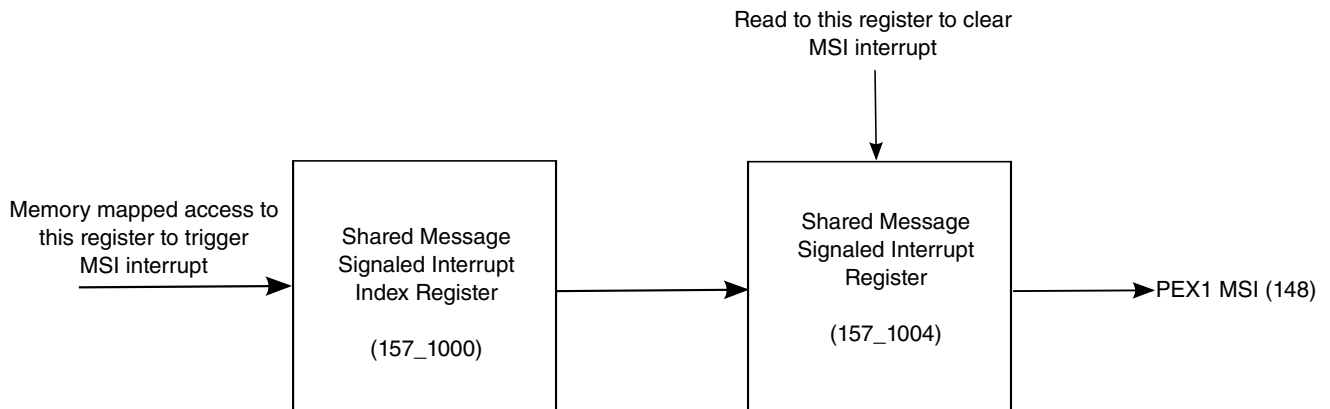 Read to this register to clear
MSI interrupt
Memory mapped access to
this register to trigger
MSI interrupt
Shared Message
Signaled Interrupt
Index Register
(157_1000)
Shared Message
Signaled Interrupt
Register
(157_1004)
PEX1 MSI (148)